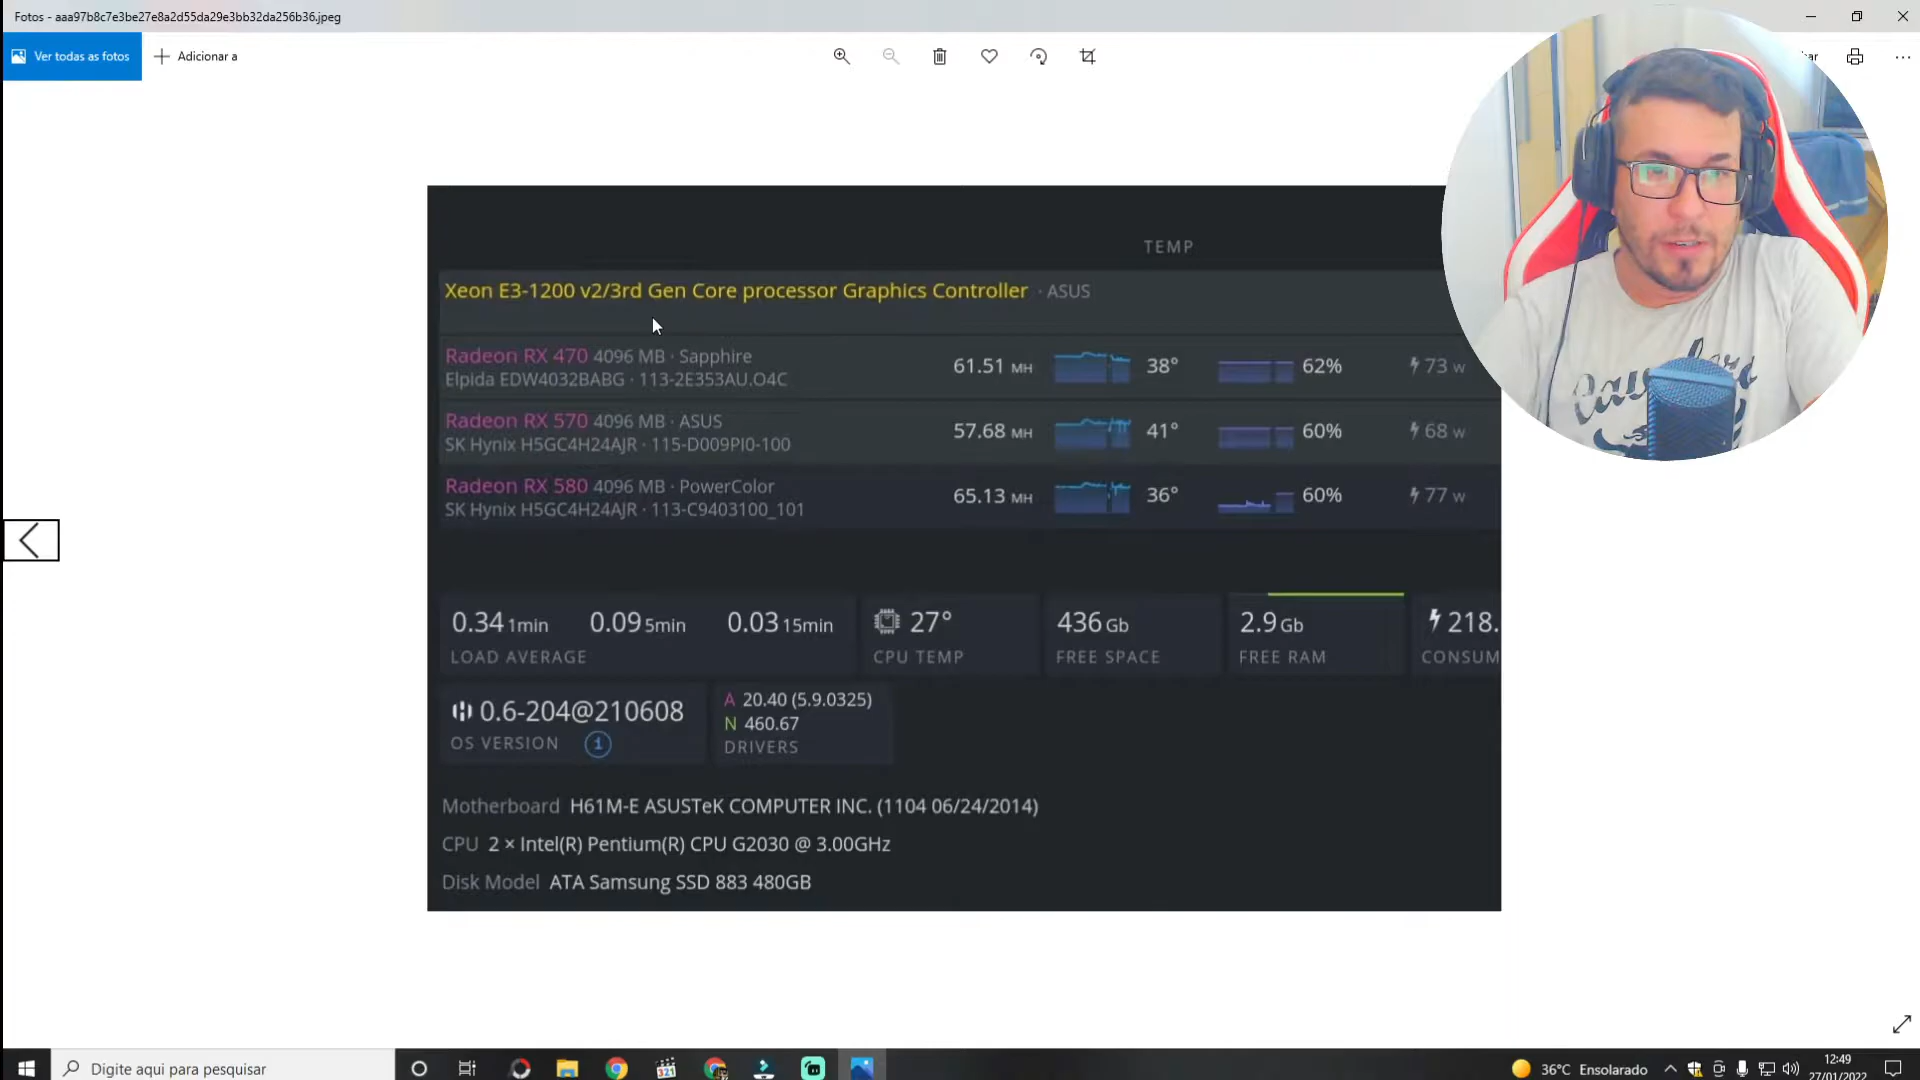 Fotos - aaa97b8c7e3be27e8a2d55da29e3bb32da256b36.jpeg
Ver todas as fotos
Adicionar a
TEMP
Xeon E3-1200 v2/3rd Gen Core processor Graphics Controller · ASUS
Radeon RX 470 4096 MB · Sapphire
Elpida EDW4032BABG · 113-2E353AU.O4C
61.51 MH 38° 62% 73 W
Radeon RX 570 4096 MB · ASUS
SK Hynix H5GC4H24AJR · 115-D009PI0-100
57.68 MH 41° 60% 68 W
Radeon RX 580 4096 MB · PowerColor
SK Hynix H5GC4H24AJR · 113-C9403100_101
65.13 MH 36° 60% 77 W
0.34 1min 0.09 5min 0.03 15min
LOAD AVERAGE
27°
CPU TEMP
436 Gb
FREE SPACE
2.9 Gb
FREE RAM
218.
CONSUM
0.6-204@210608
OS VERSION 1
A 20.40 (5.9.0325)
N 460.67
DRIVERS
Motherboard H61M-E ASUSTeK COMPUTER INC. (1104 06/24/2014)
CPU 2 × Intel(R) Pentium(R) CPU G2030 @ 3.00GHz
Disk Model ATA Samsung SSD 883 480GB
Digite aqui para pesquisar
321
36°C Ensolarado
12:49
27/01/2022